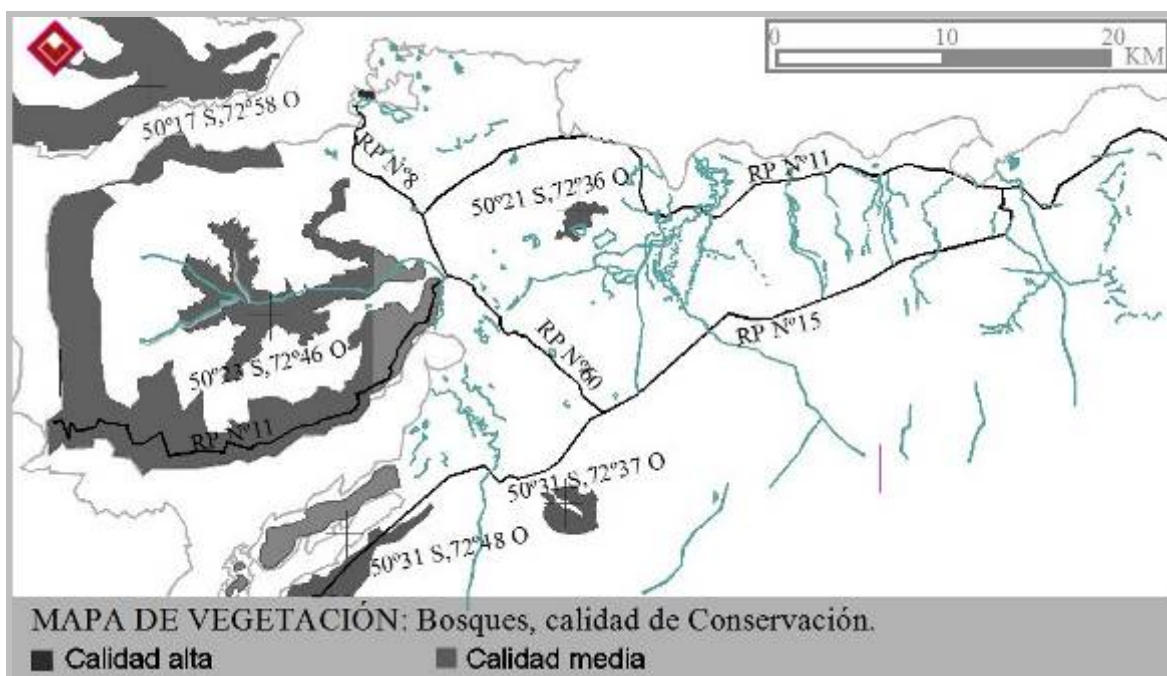 0 10 20
KM
50º17 S,72º58 O
RP Nº8
RP Nº11
50º21 S,72º36 O
RP Nº15
RP Nº60
50º23 S,72º46 O
RP Nº11
50º31 S,72º37 O
50º31 S,72º48 O
MAPA DE VEGETACIÓN: Bosques, calidad de Conservación.
Calidad alta
Calidad media